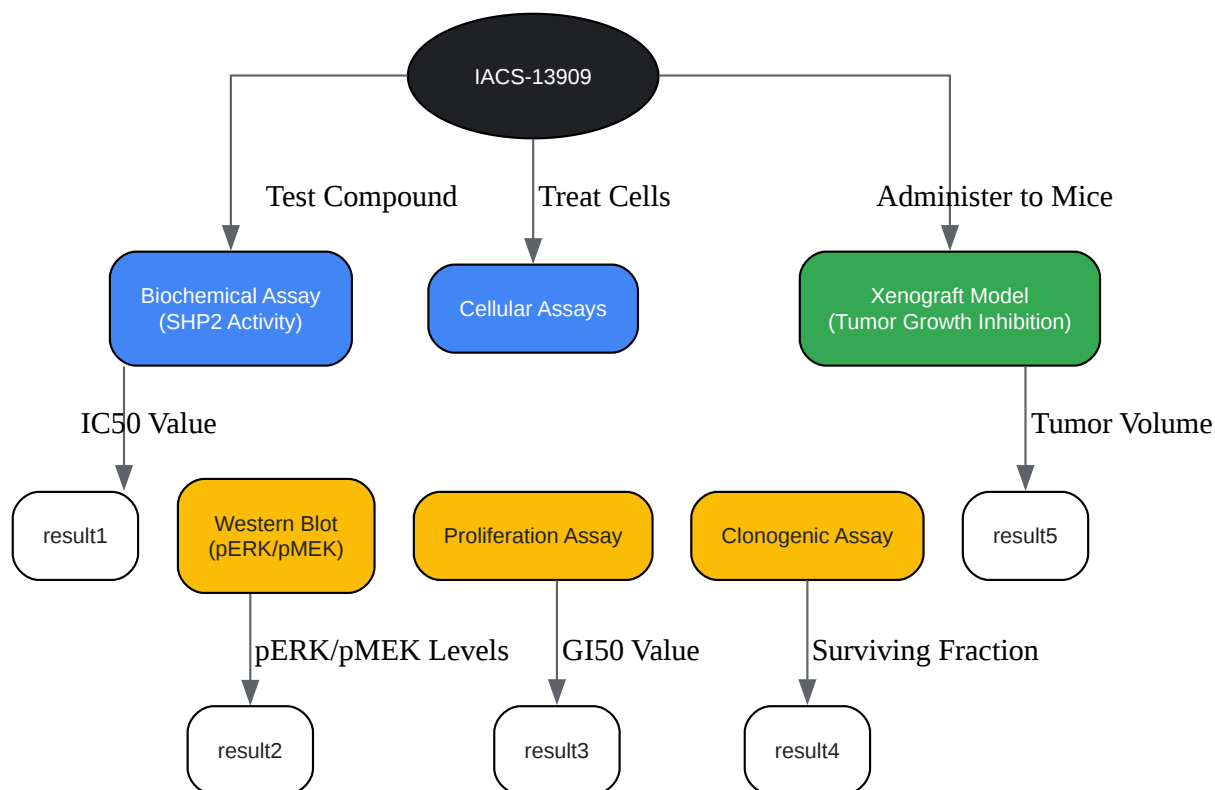 IACS-13909
Test Compound
Treat Cells
Administer to Mice
Biochemical Assay
(SHP2 Activity)
Cellular Assays
Xenograft Model
(Tumor Growth Inhibition)
IC50 Value
Tumor Volume
result1
Western Blot
(pERK/pMEK)
Proliferation Assay
Clonogenic Assay
result5
pERK/pMEK Levels
GI50 Value
Surviving Fraction
result2
result3
result4